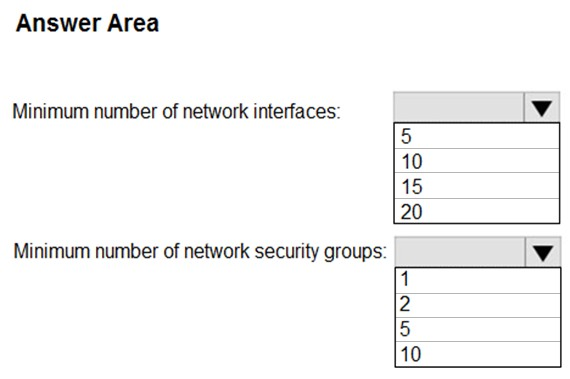 Answer Area
Minimum number of network interfaces:
5
10
15
20
Minimum number of network security groups:
1
2
5
10